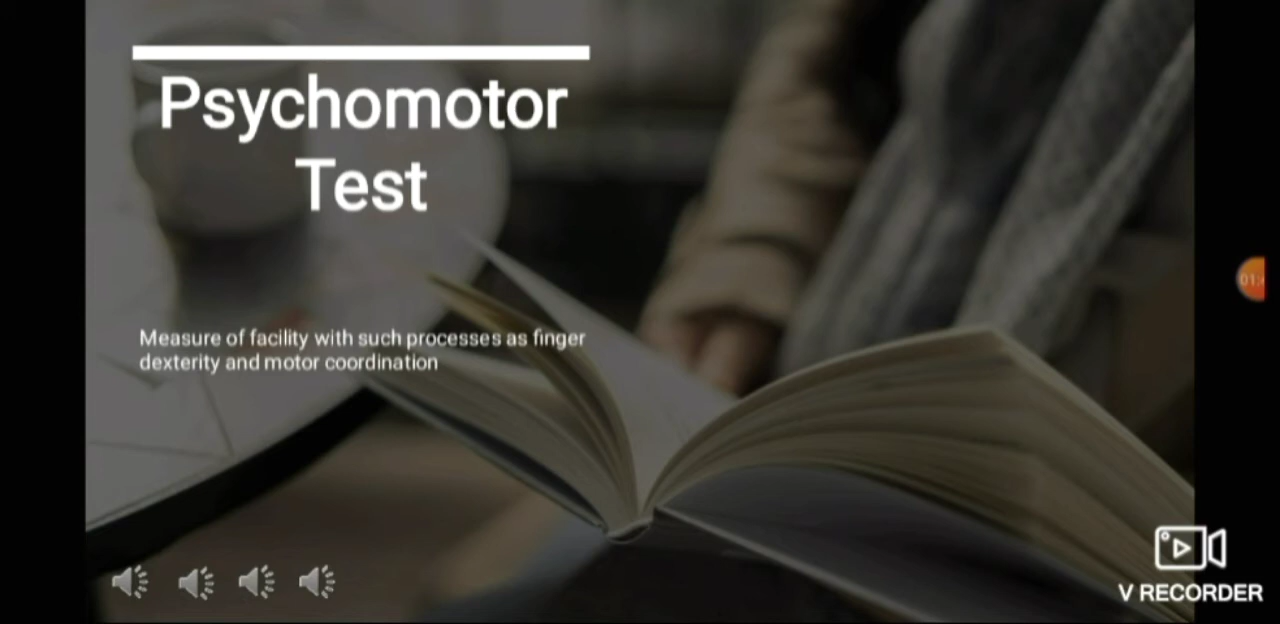 Psychomotor
Test
Measure of facility with such processes as finger
dexterity and motor coordination
V RECORDER